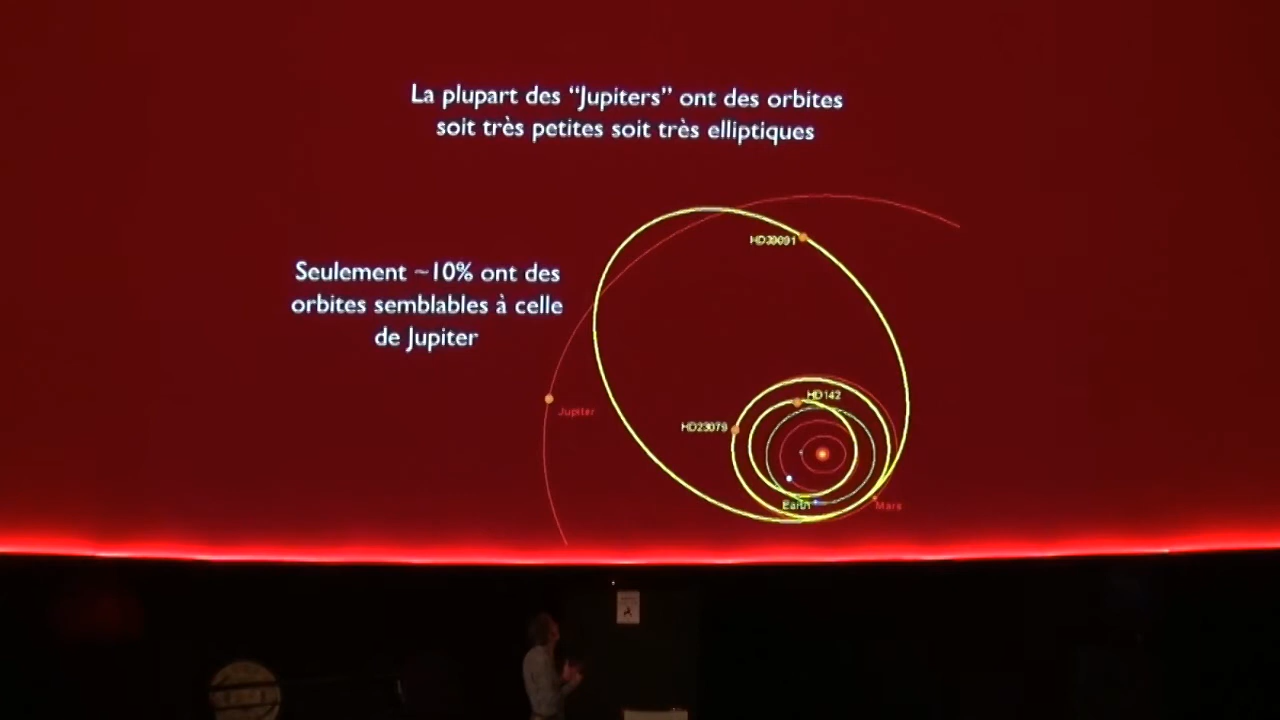 La plupart des “Jupiters” ont des orbites
soit très petites soit très elliptiques
Seulement ~10% ont des
orbites semblables à celle
de Jupiter
Jupiter
HD142
HD23079
Earth
Mars